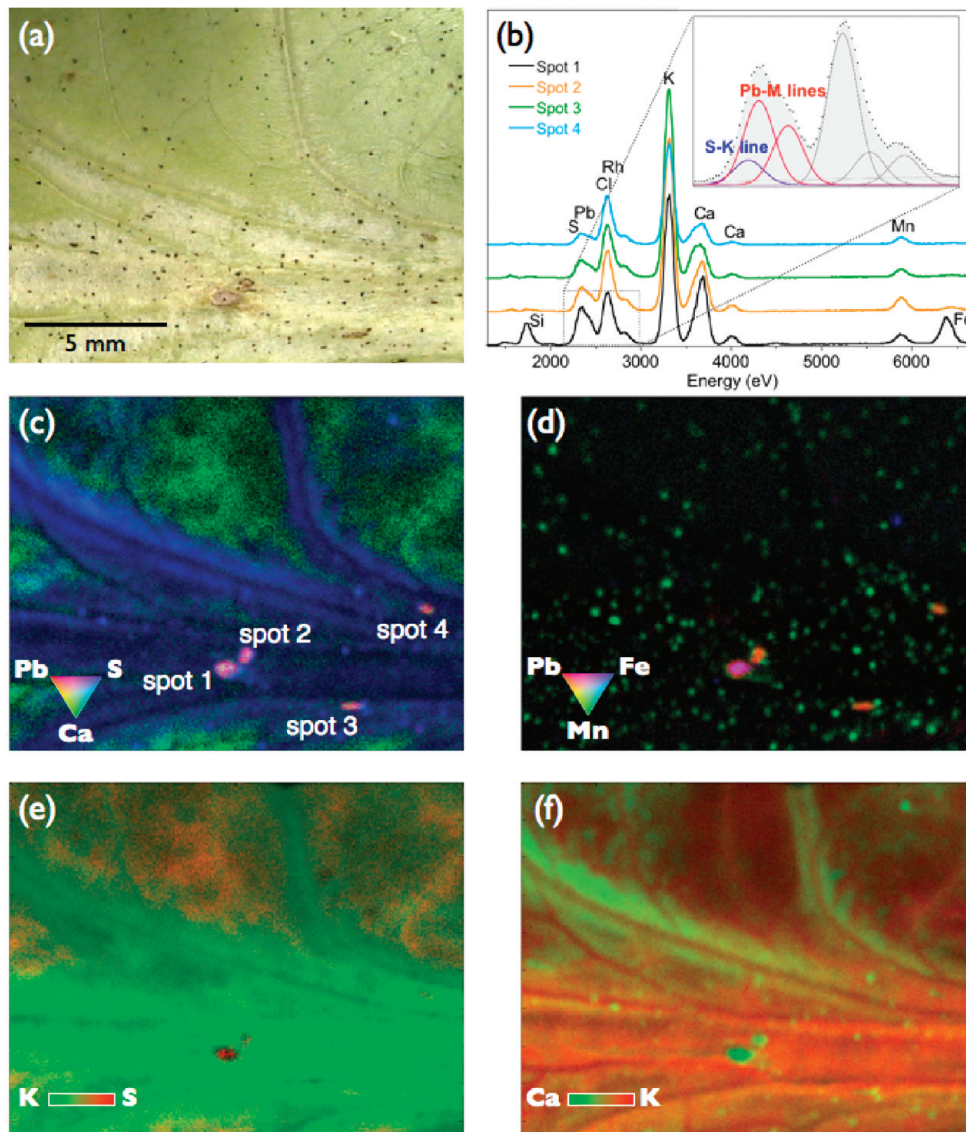 (a)
5 mm
(b)
Spot 1
Spot 2
Spot 3
Spot 4
K
Pb-M lines
S-K line
Rh
Cl
Pb
S
Ca
Ca
Mn
Si
Fe
2000 3000 4000 5000 6000
Energy (eV)
(c)
spot 4
spot 2
spot 1
spot 3
Pb S
Ca
(d)
Pb Fe
Mn
(e)
K S
(f)
Ca K